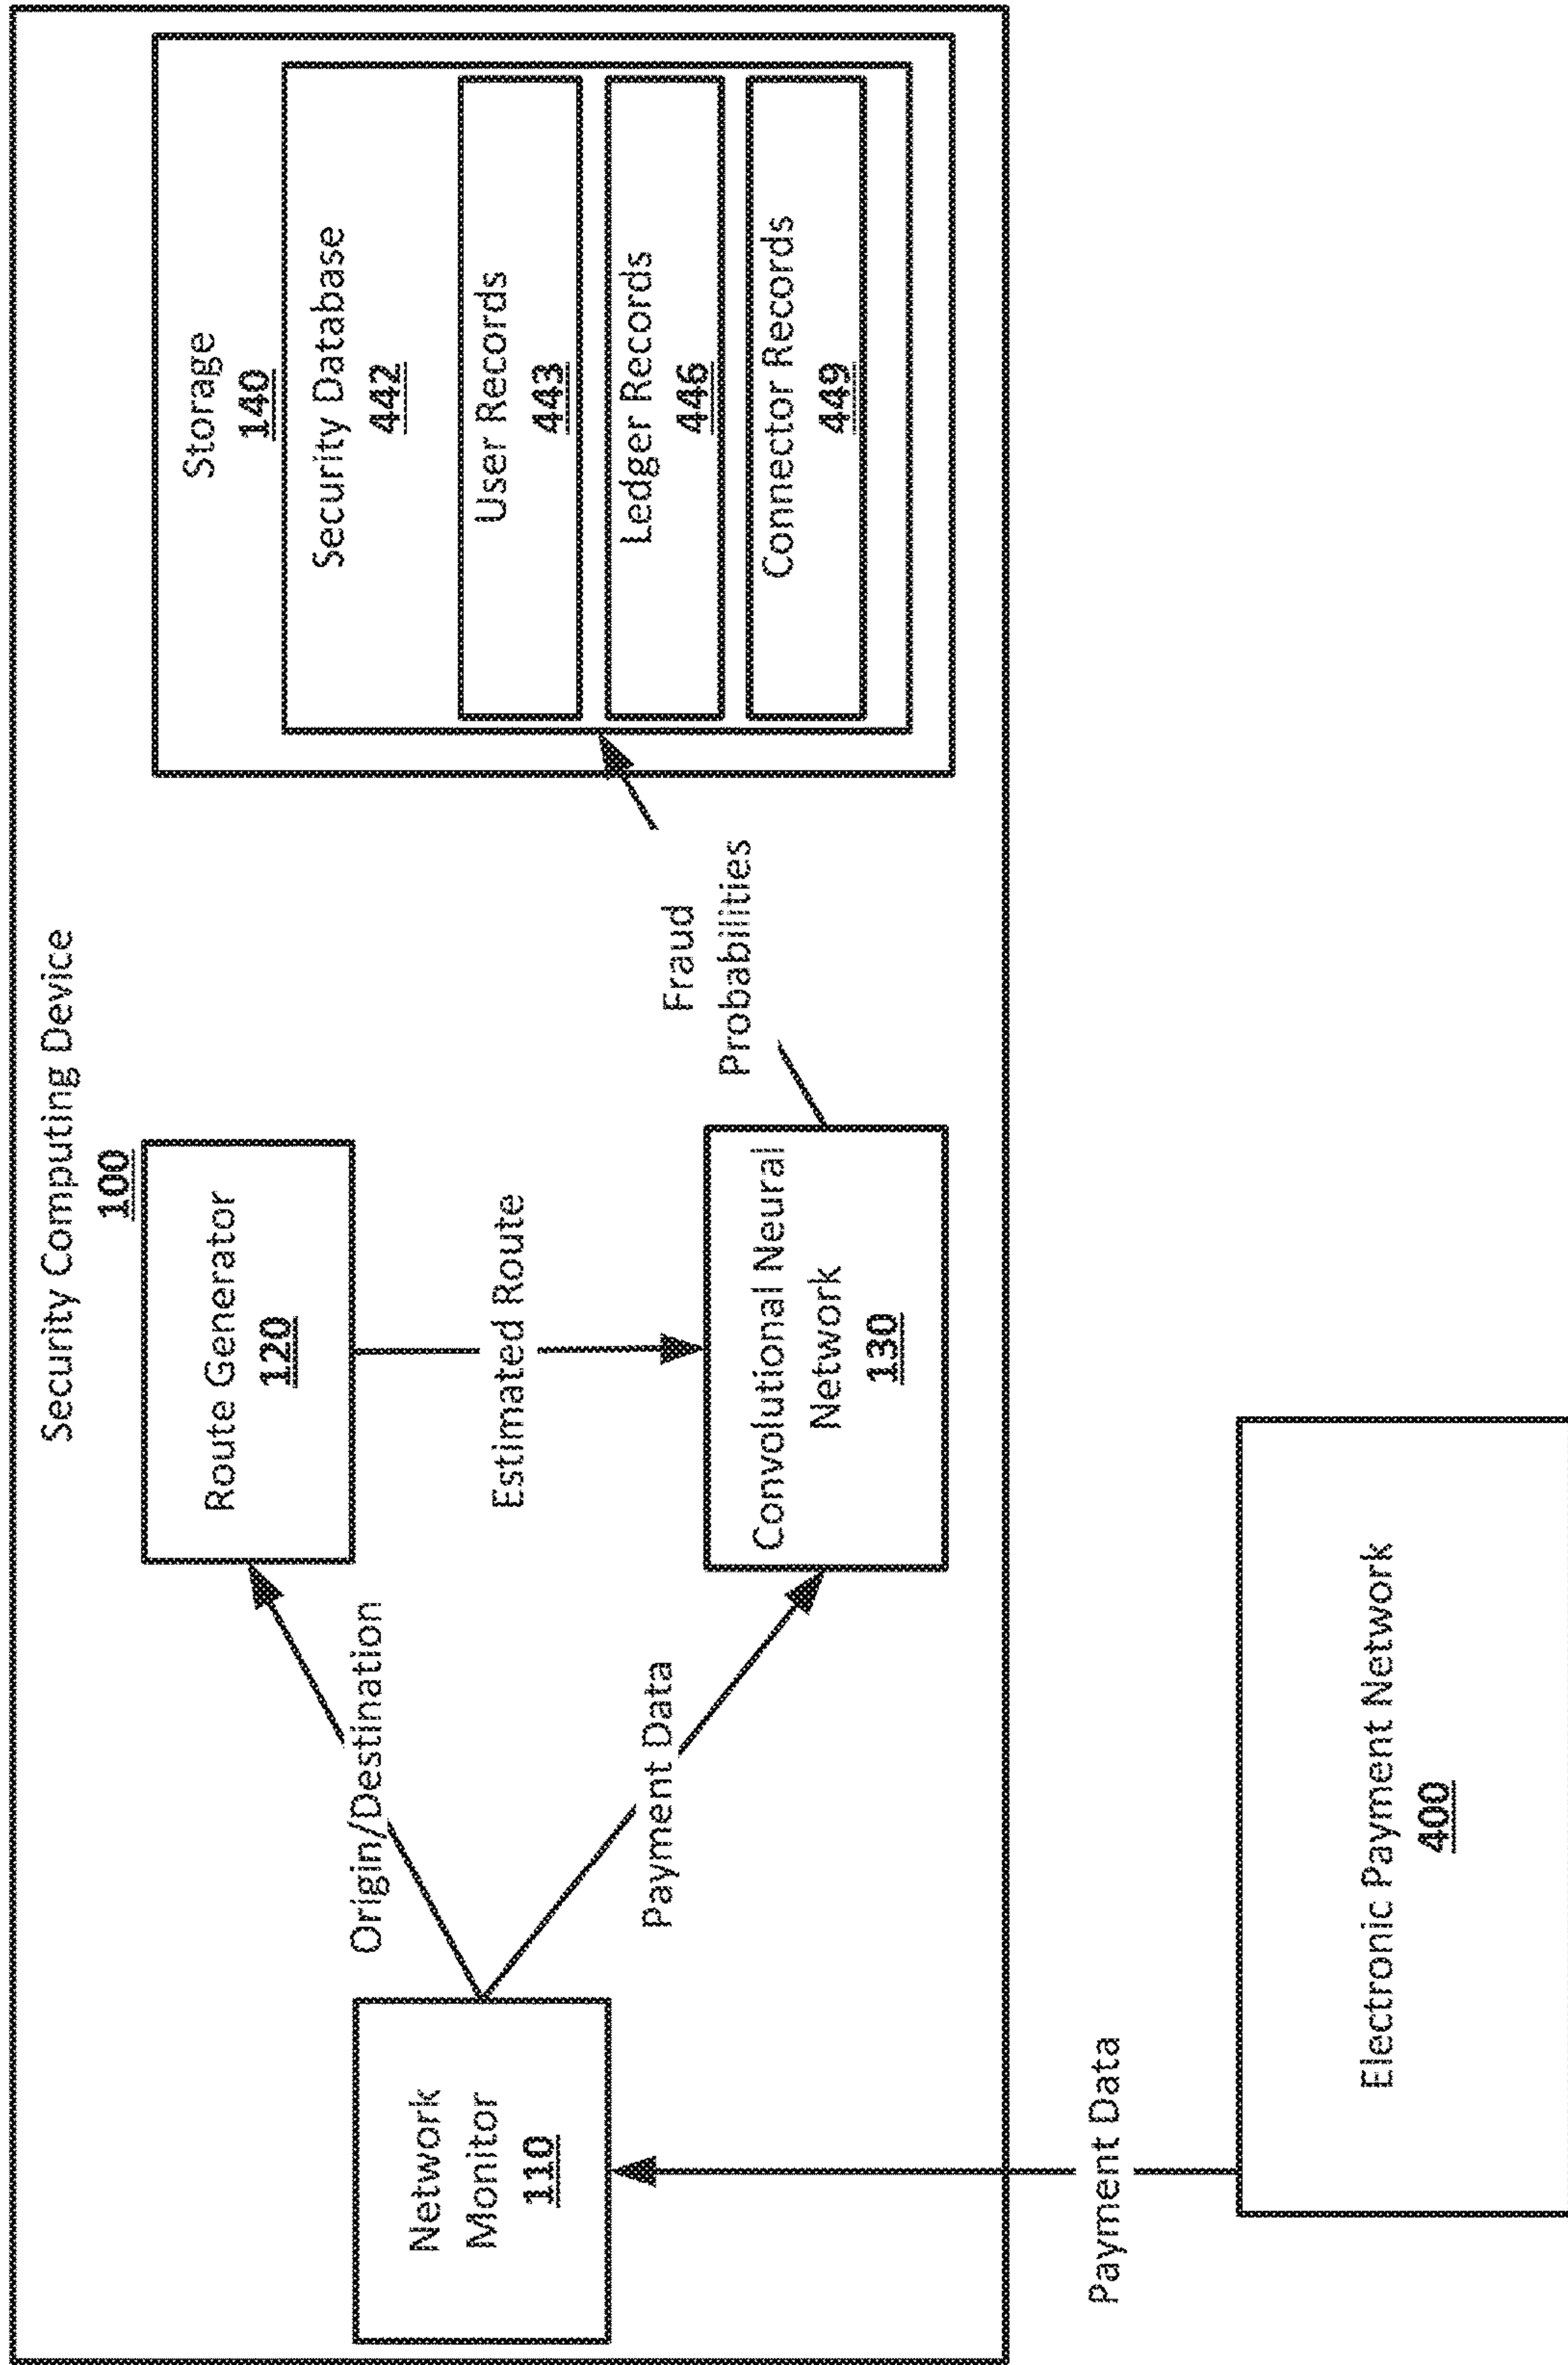 Security Computing Device
100
Route Generator
120
Storage
140
Security Database
442
User Records
443
Ledger Records
446
Connector Records
449
Origin/Destination
Estimated Route
Network
Monitor
110
Payment Data
Convolutional Neural
Network
130
Fraud
Probabilities
Payment Data
Electronic Payment Network
400